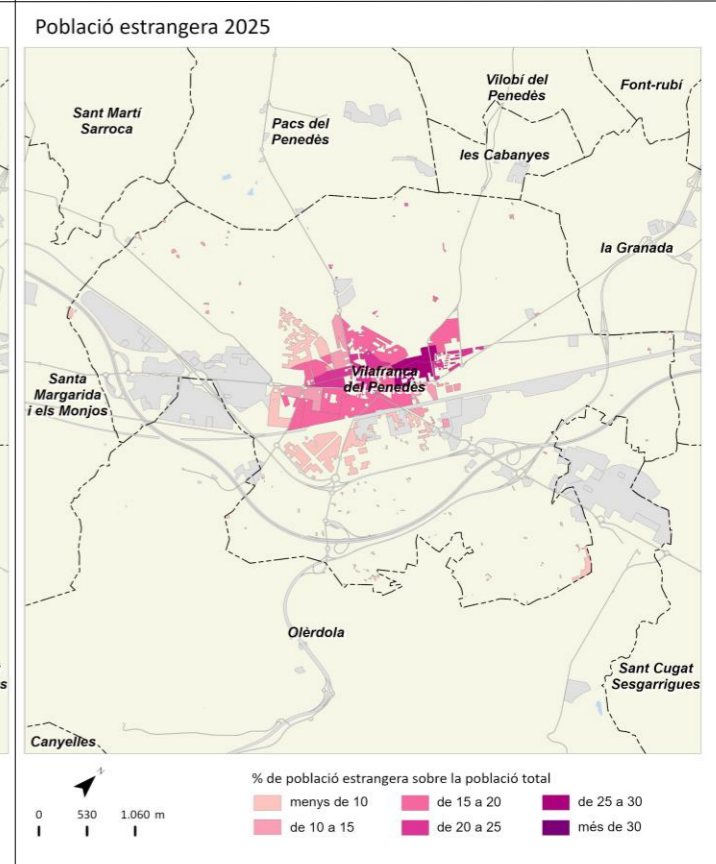 Població estrangera 2025
Vilobí del
Penedès
Font-rubí
Sant Martí
Sarroca
Pacs del
Penedès
les Cabanyes
la Granada
Santa
Margarida
i els Monjos
Vilafranca
del Penedès
Olèrdola
Sant Cugat
Sesgarrigues
s
Canyelles
N
0 530 1.060 m
% de població estrangera sobre la població total
menys de 10
de 15 a 20
de 25 a 30
de 10 a 15
de 20 a 25
més de 30